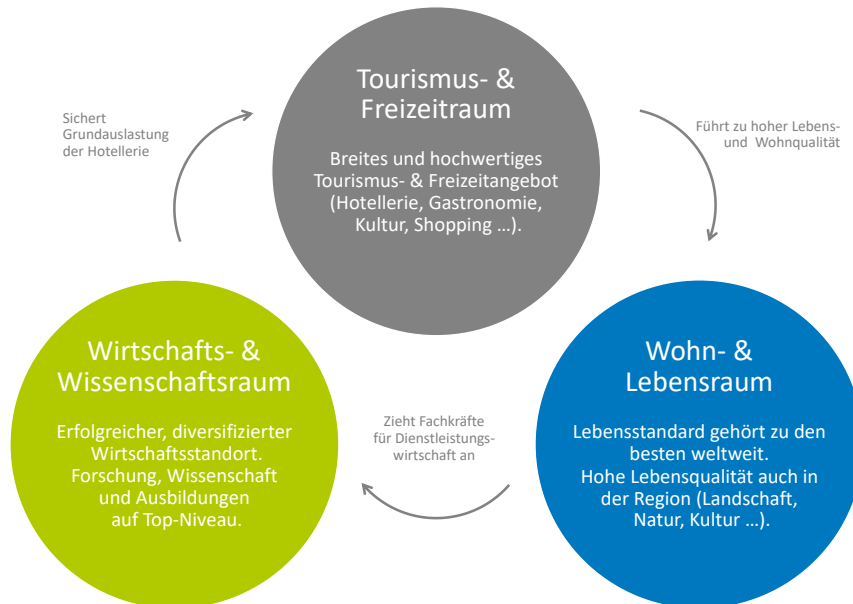 Tourismus- &
Freizeitraum
Breites und hochwertiges
Tourismus- & Freizeitangebot
(Hotellerie, Gastronomie,
Kultur, Shopping ...).
Sichert
Grundauslastung
der Hotellerie
Führt zu hoher Lebens-
und Wohnqualität
Wirtschafts- &
Wissenschaftsraum
Erfolgreicher, diversifizierter
Wirtschaftsstandort.
Forschung, Wissenschaft
und Ausbildungen
auf Top-Niveau.
Zieht Fachkräfte
für Dienstleistungs-
wirtschaft an
Wohn- &
Lebensraum
Lebensstandard gehört zu den
besten weltweit.
Hohe Lebensqualität auch in
der Region (Landschaft,
Natur, Kultur ...).